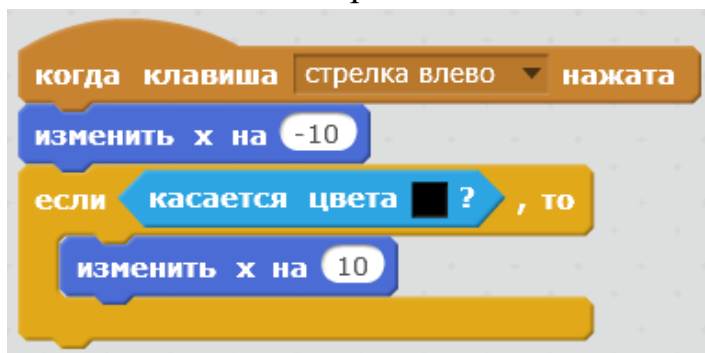 когда клавиша стрелка влево нажата
изменить x на -10
если касается цвета ? , то
изменить x на 10